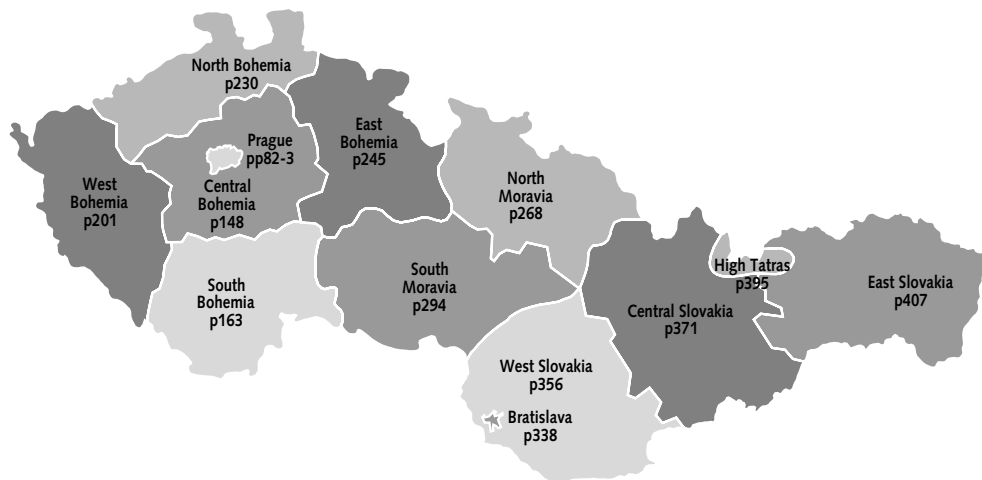 North Bohemia
p230
East
Bohemia
p245
Prague
pp82-3
West
Bohemia
p201
Central
Bohemia
p148
North
Moravia
p268
South
Bohemia
p163
South
Moravia
p294
High Tatras
p395
East Slovakia
p407
Central Slovakia
p371
West Slovakia
p356
Bratislava
p338